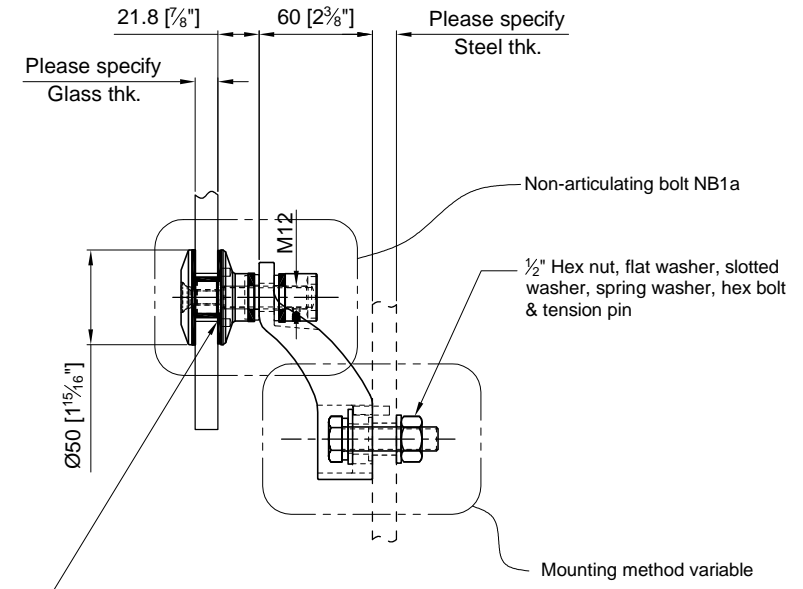 21.8 [⅞"]
60 [2⅜"]
Please specify
Steel thk.
Please specify
Glass thk.
Non-articulating bolt NB1a
M12
½" Hex nut, flat washer, slotted
washer, spring washer, hex bolt
& tension pin
Ø50 [1¹⁵⁄₁₆"]
Mounting method variable